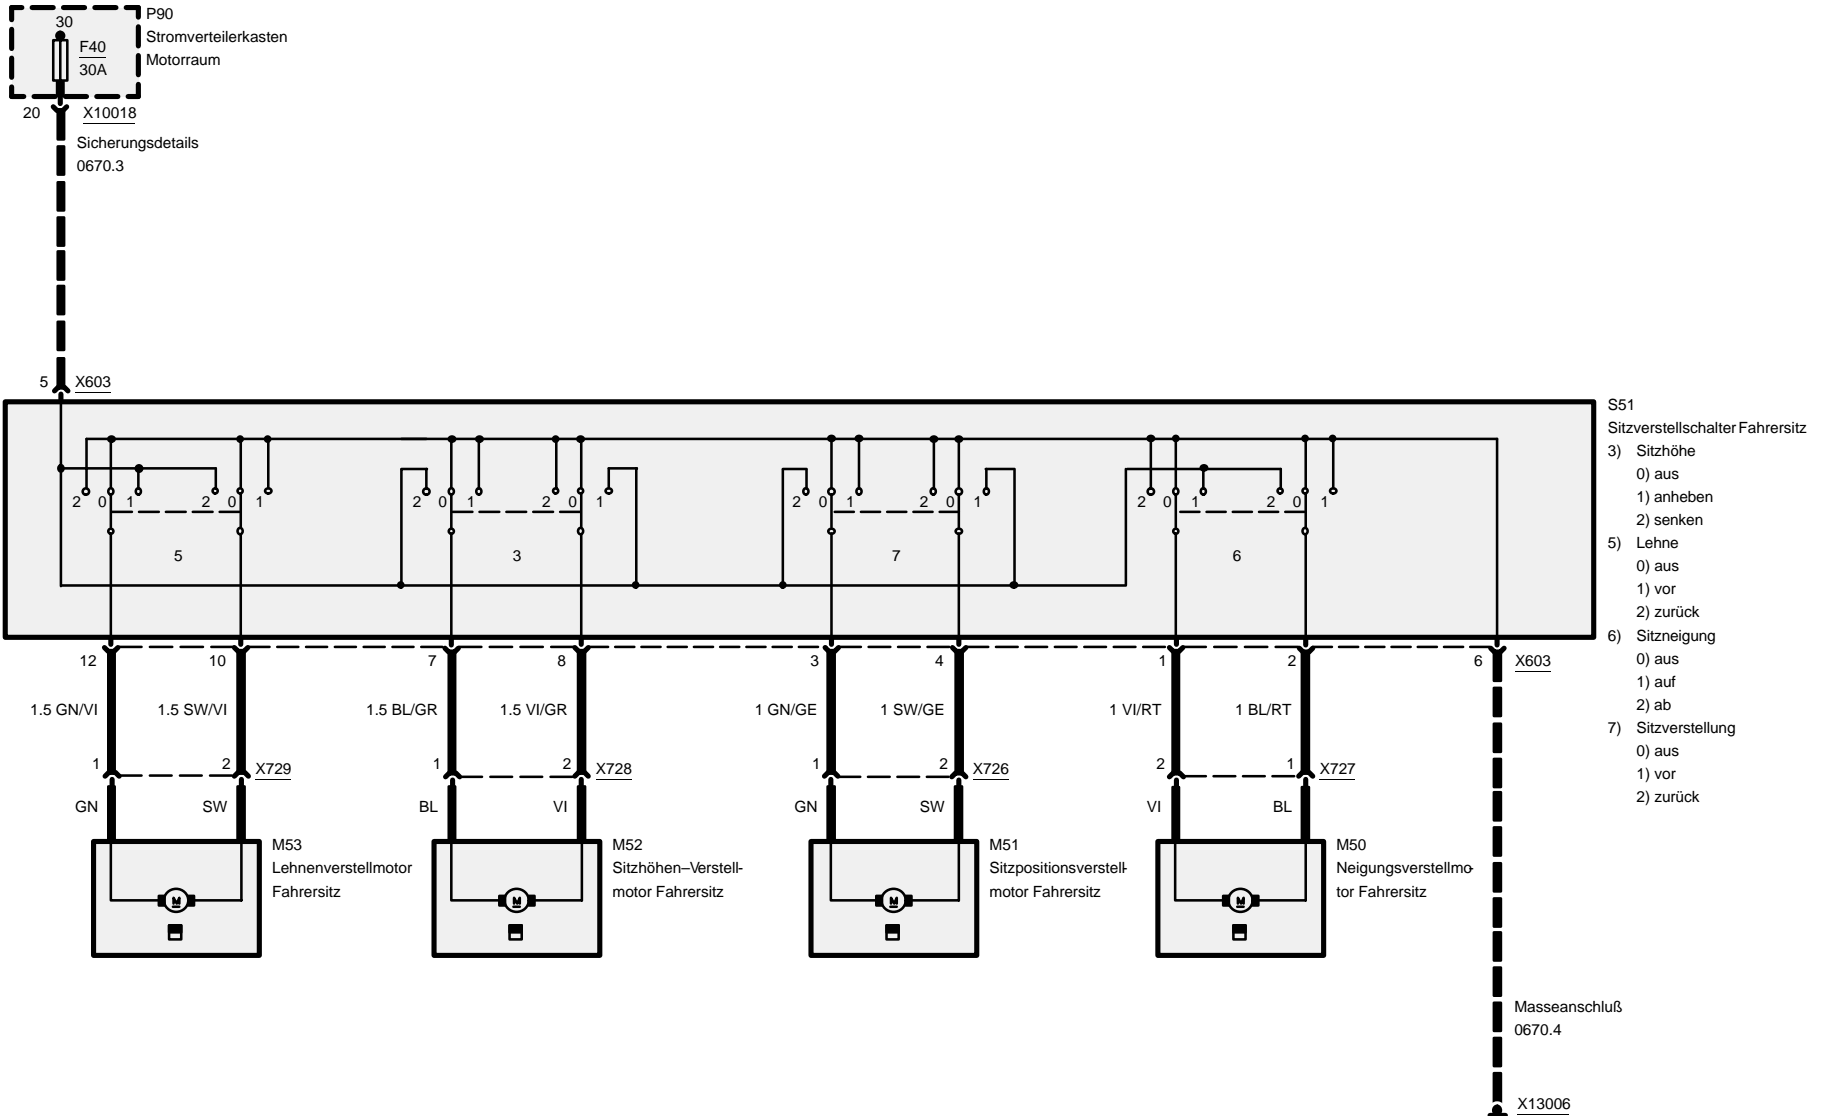 30
F40
30A
P90
Stromverteilerkasten
Motorraum
20
X10018
Sicherungsdetails
0670.3
5
X603
S51
Sitzverstellschalter Fahrersitz
3) Sitzhöhe
0) aus
1) anheben
2) senken
5) Lehne
0) aus
1) vor
2) zurück
6) Sitzneigung
0) aus
1) auf
2) ab
7) Sitzverstellung
0) aus
1) vor
2) zurück
2 0 1 2 0 1 2 0 1 2 0 1 2 0 1 2 0 1 2 0 1 2 0 1
5 3 7 6
12 10 7 8 3 4 1 2 6 X603
1.5 GN/VI 1.5 SW/VI 1.5 BL/GR 1.5 VI/GR 1 GN/GE 1 SW/GE 1 VI/RT 1 BL/RT
1 2 X729 1 2 X728 1 2 X726 2 1 X727
GN SW BL VI GN SW VI BL
M53
Lehnenverstellmotor
Fahrersitz
M
M52
Sitzhöhen–Verstell-
motor Fahrersitz
M
M51
Sitzpositionsverstell-
motor Fahrersitz
M
M50
Neigungsverstellmo-
tor Fahrersitz
M
Masseanschluß
0670.4
X13006